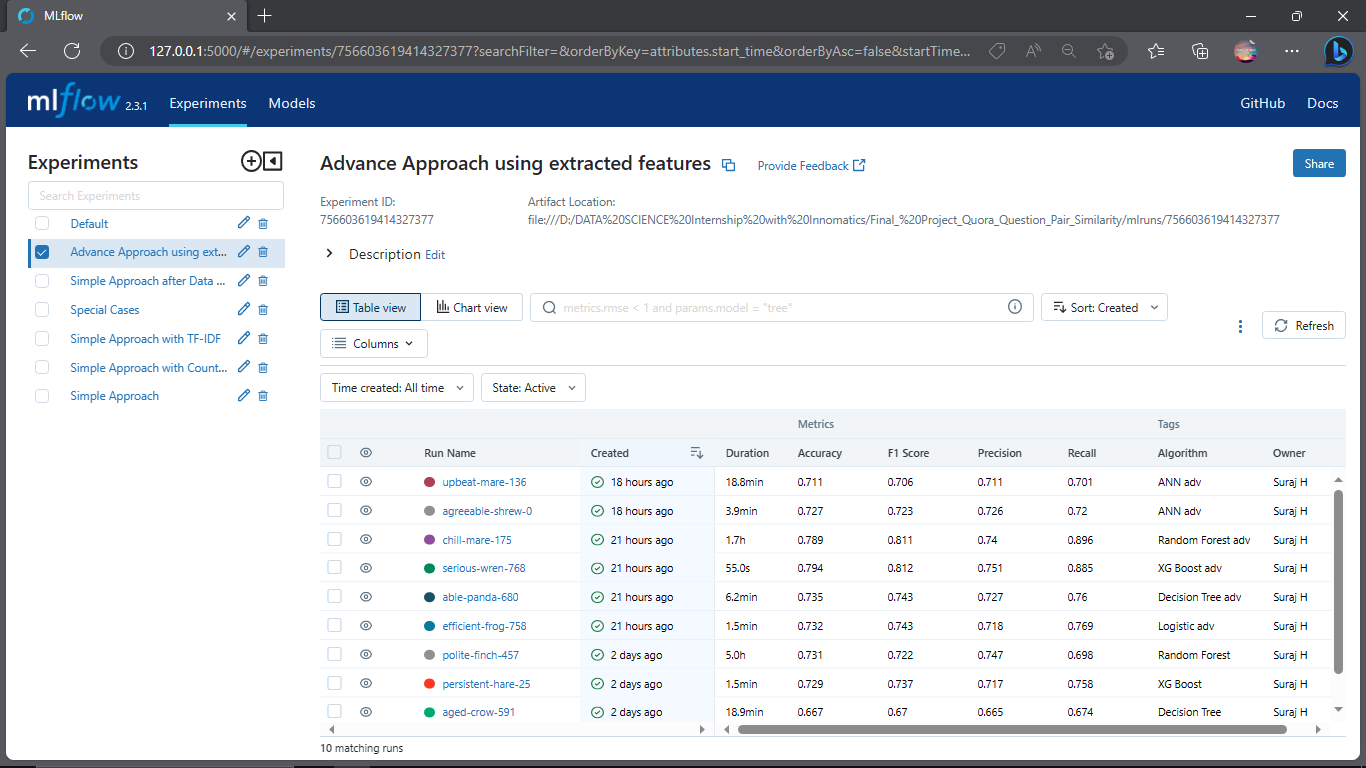 MLflow
127.0.0.1:5000/#/experiments/756603619414327377?searchFilter=&orderByKey=attributes.start_time&orderByAsc=false&startTime...
mlflow 2.3.1 Experiments Models GitHub Docs
Experiments
Search Experiments
Default
Advance Approach using ext...
Simple Approach after Data ...
Special Cases
Simple Approach with TF-IDF
Simple Approach with Count...
Simple Approach
Advance Approach using extracted features Provide Feedback Share
Experiment ID: Artifact Location:
756603619414327377 file:///D:/DATA%20SCIENCE%20Internship%20with%20Innomatics/Final_%20Project_Quora_Question_Pair_Similarity/mlruns/756603619414327377
Description Edit
Table view Chart view metrics.rmse < 1 and params.model = "tree" Sort: Created
Refresh
Columns
Time created: All time State: Active
Metrics Tags
Run Name Created Duration Accuracy F1 Score Precision Recall Algorithm Owner
upbeat-mare-136 18 hours ago 18.8min 0.711 0.706 0.711 0.701 ANN adv Suraj H
agreeable-shrew-0 18 hours ago 3.9min 0.727 0.723 0.726 0.72 ANN adv Suraj H
chill-mare-175 21 hours ago 1.7h 0.789 0.811 0.74 0.896 Random Forest adv Suraj H
serious-wren-768 21 hours ago 55.0s 0.794 0.812 0.751 0.885 XG Boost adv Suraj H
able-panda-680 21 hours ago 6.2min 0.735 0.743 0.727 0.76 Decision Tree adv Suraj H
efficient-frog-758 21 hours ago 1.5min 0.732 0.743 0.718 0.769 Logistic adv Suraj H
polite-finch-457 2 days ago 5.0h 0.731 0.722 0.747 0.698 Random Forest Suraj H
persistent-hare-25 2 days ago 1.5min 0.729 0.737 0.717 0.758 XG Boost Suraj H
aged-crow-591 2 days ago 18.9min 0.667 0.67 0.665 0.674 Decision Tree Suraj H
10 matching runs